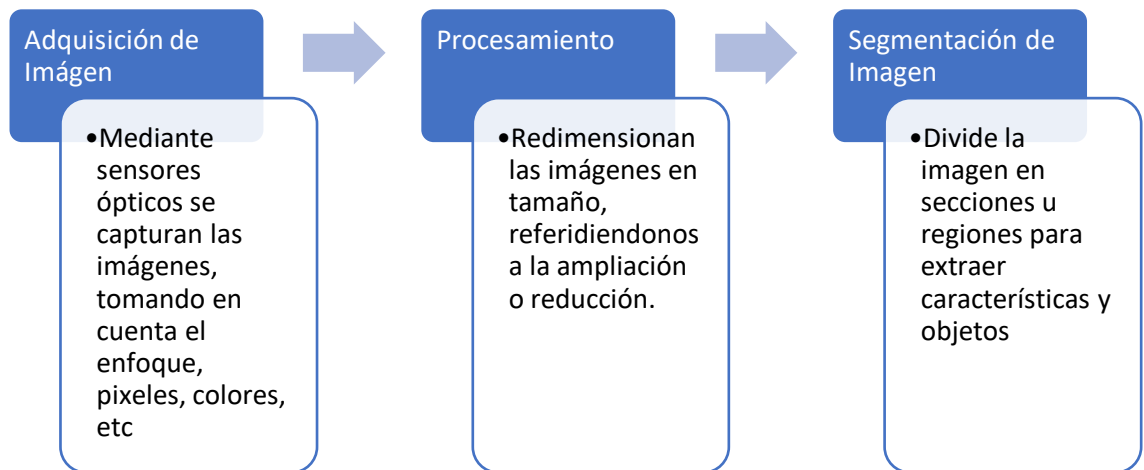 Adquisición de
Imágen
•Mediante
sensores
ópticos se
capturan las
imágenes,
tomando en
cuenta el
enfoque,
pixeles, colores,
etc
Procesamiento
•Redimensionan
las imágenes en
tamaño,
referidiendonos
a la ampliación
o reducción.
Segmentación de
Imagen
•Divide la
imagen en
secciones u
regiones para
extraer
características y
objetos